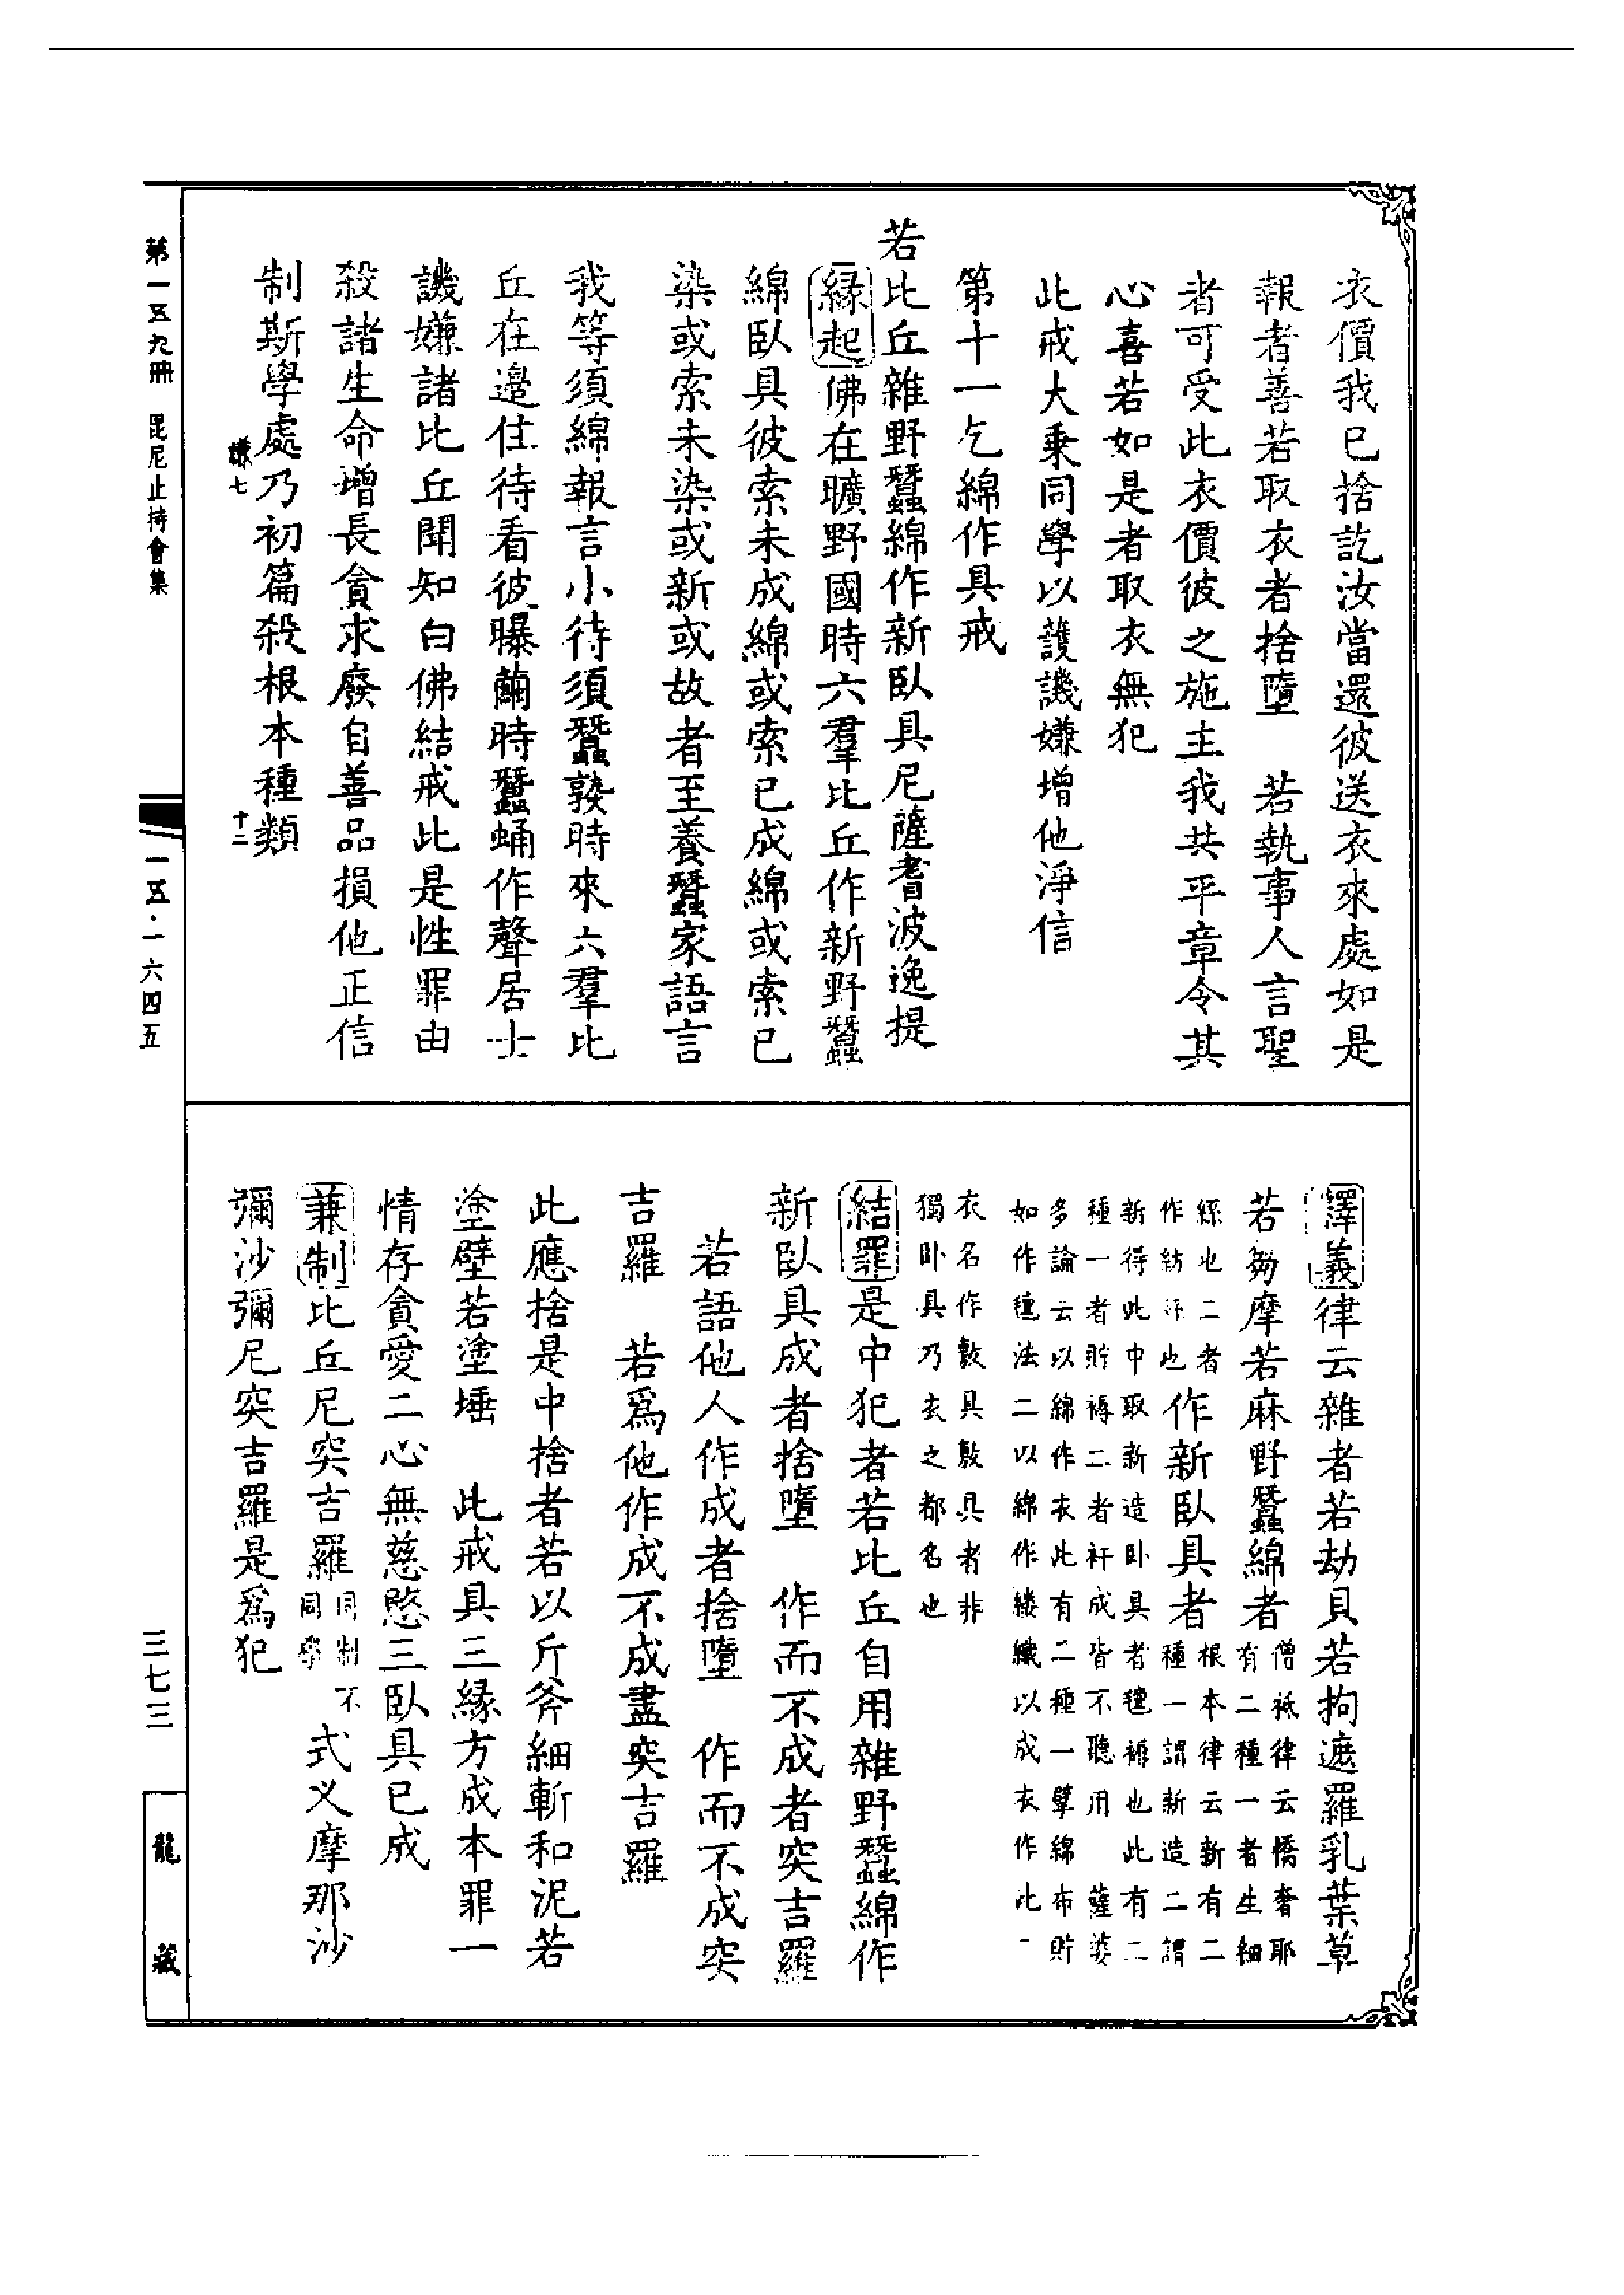 衣價我已捨訖汝當還彼送衣來處如是
報者善若取衣者捨墮　若執事人言聖
者可受此衣價彼之施主我共平章令其
心喜若如是者取衣無犯
此戒大乘同學以護譏嫌增他淨信
第十一乞綿作具戒
若比丘雜野蠶綿作新臥具尼薩耆波逸提
緣起佛在曠野國時六羣比丘作新野蠶
綿臥具彼索未成綿或索已成綿或索已
染或索未染或新或故者至養蠶家語言
我等須綿報言小待須蠶熟時來六羣比
丘在邊住待看彼曝繭時蠶蛹作聲居士
譏嫌諸比丘聞知白佛結戒此是性罪由
殺諸生命增長貪求廢自善品損他正信
制斯學處乃初篇殺根本種類
七
十二
第一五九冊　毘尼止持會集
一五·一六四五
釋義律云雜者若劫貝若拘遮羅乳葉草
若芻摩若麻野蠶綿者
僧祇律云憍奢耶
有二種一者生細
絲也二者
作紡絲也
作新臥具者
根本律云新有二
種一謂新造二謂
新得此中取新造臥具者氊褥也此有二
種一者貯褥二者杆成皆不聽用　薩婆
多論云以綿作衣此有二種一擘綿布貯
如作氊法二以綿作縷織以成衣作此一
衣名作敷具敷具者非
獨臥具乃衣之都名也
結罪是中犯者若比丘自用雜野蠶綿作
新臥具成者捨墮　作而不成者突吉羅
若語他人作成者捨墮　作而不成突
吉羅　若爲他作成不成盡突吉羅
此應捨是中捨者若以斤斧細斬和泥若
塗壁若塗埵　此戒具三緣方成本罪一
情存貪愛二心無慈愍三臥具已成
兼制比丘尼突吉羅
同制不
同學
式义摩那沙
彌沙彌尼突吉羅是爲犯
三七三
龍藏